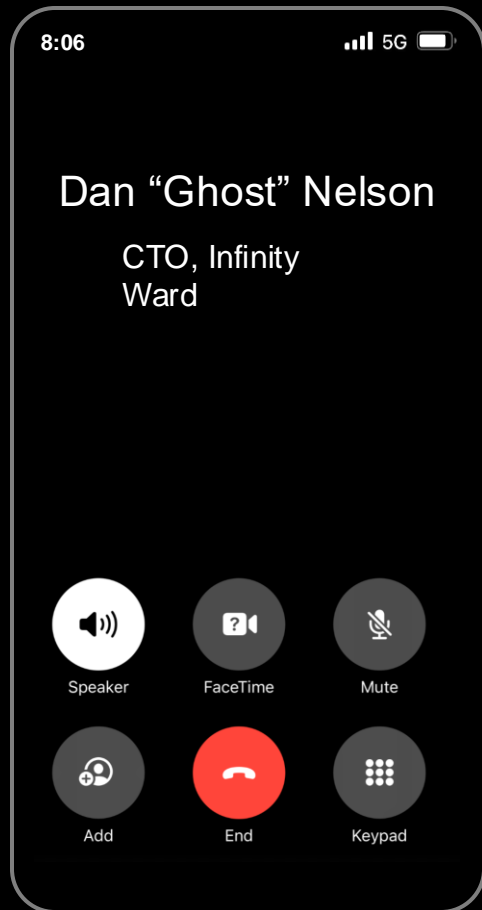 8:06
5G
Dan “Ghost” Nelson
CTO, Infinity
Ward
?
Speaker
FaceTime
Mute
Add
End
Keypad